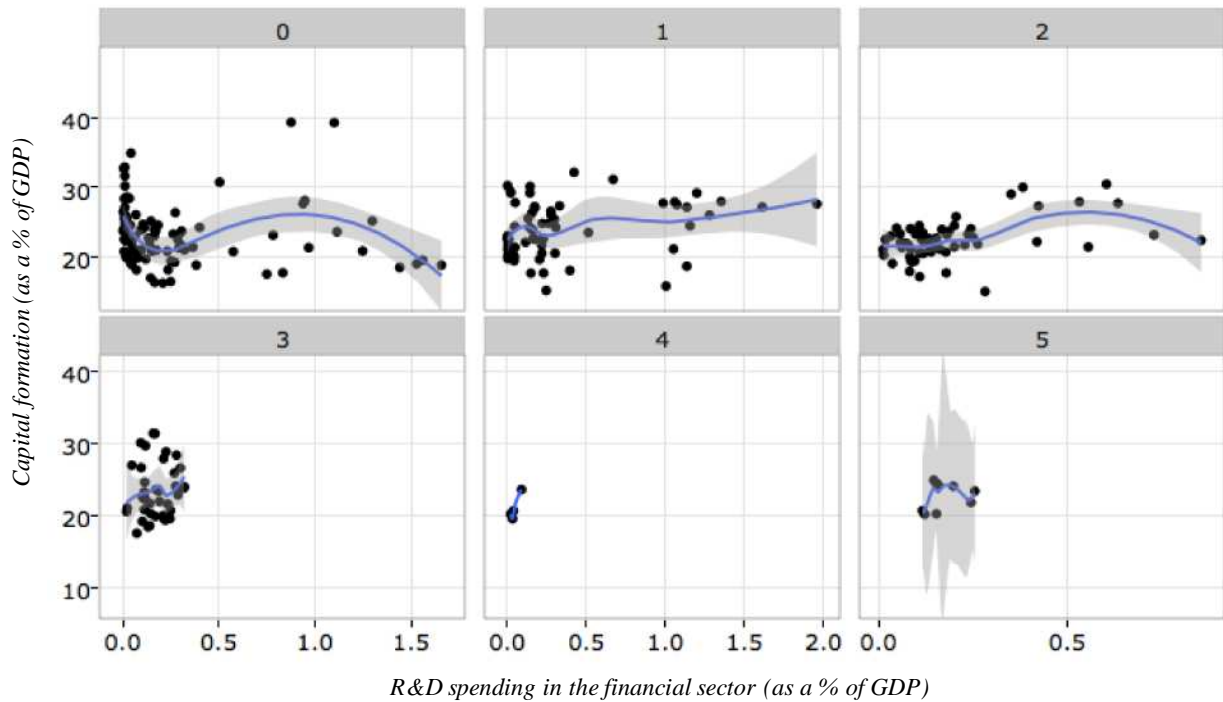 0 1 2
40
30
20
3 4 5
40
30
20
10
0.0 0.5 1.0 1.5 0.0 0.5 1.0 1.5 2.0 0.0 0.5
Capital formation (as a % of GDP)
R&D spending in the financial sector (as a % of GDP)